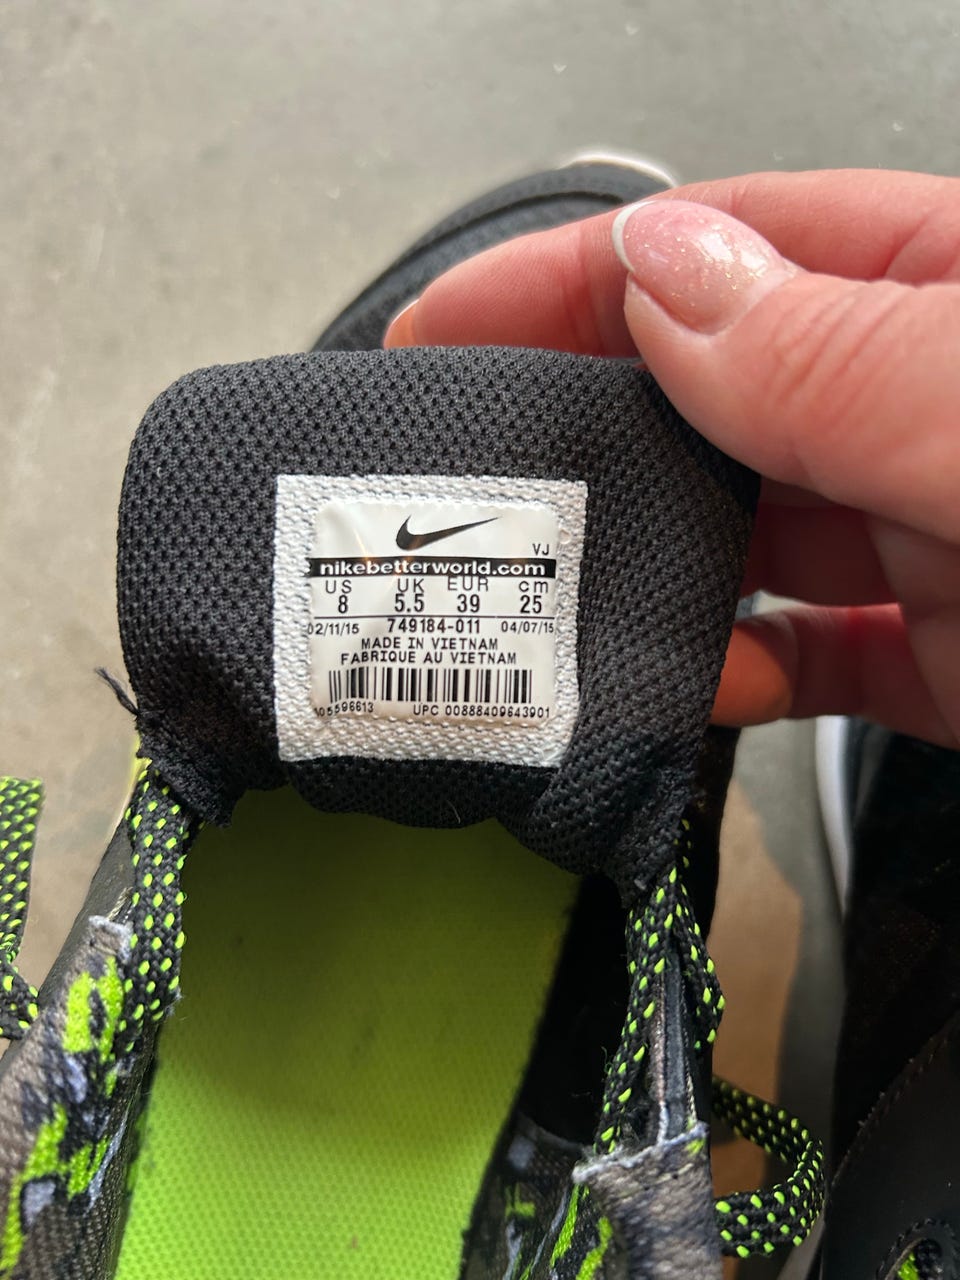 VJ
nikebetterworld.com
US UK EUR cm
8 5.5 39 25
02/11/15 749184-011 04/07/15
MADE IN VIETNAM
FABRIQUE AU VIETNAM
UPC 00888409643901